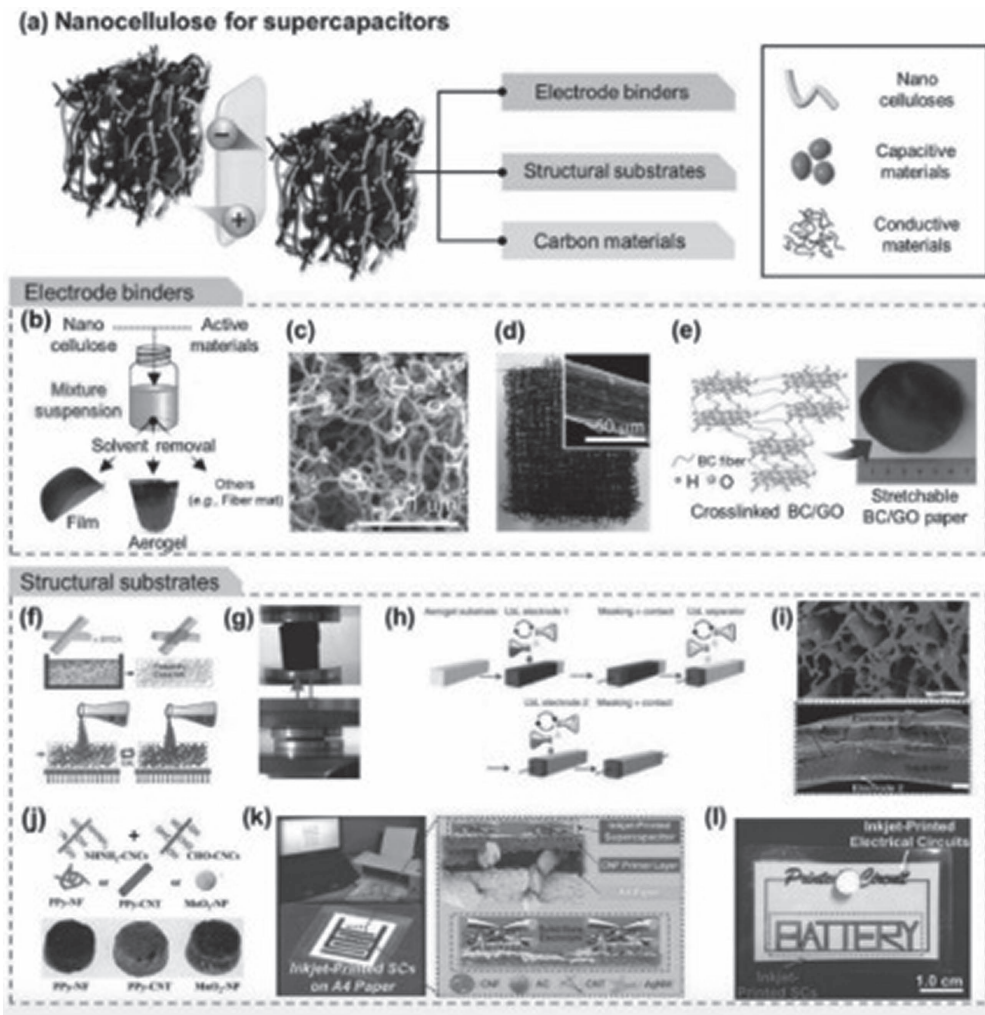 (a) Nanocellulose for supercapacitors
Electrode binders
Structural substrates
Carbon materials
Nano
celluloses
Capacitive
materials
Conductive
materials
Electrode binders
(b)
Nano
cellulose
Active
materials
Mixture
suspension
Solvent removal
Film
Aerogel
Others
(e.g., Fiber mat)
(c)
(d)
50 µm
(e)
BC fiber
H O
Crosslinked BC/GO
Stretchable
BC/GO paper
Structural substrates
(f)
(g)
(h)
Aerogel substrate
LbL electrode 1
Masking + contact
LbL separator
LbL electrode 2
Masking + contact
(i)
Separator
Electrode 2
(j)
+
NHNH₂-CNCs
CHO-CNCs
PPy-NF
or
PPy-CNT
or
MnO₂-NP
PPy-NF
PPy-CNT
MnO₂-NP
(k)
Inkjet-Printed SCs
on A4 Paper
Inkjet-Printed
Supercapacitor
CNF Primer Layer
A4 Paper
CNF
AC
CNT
AgNW
(l)
Inkjet-Printed
Electrical Circuits
Printed Circuit
BATTERY
Inkjet-
Printed SCs
1.0 cm